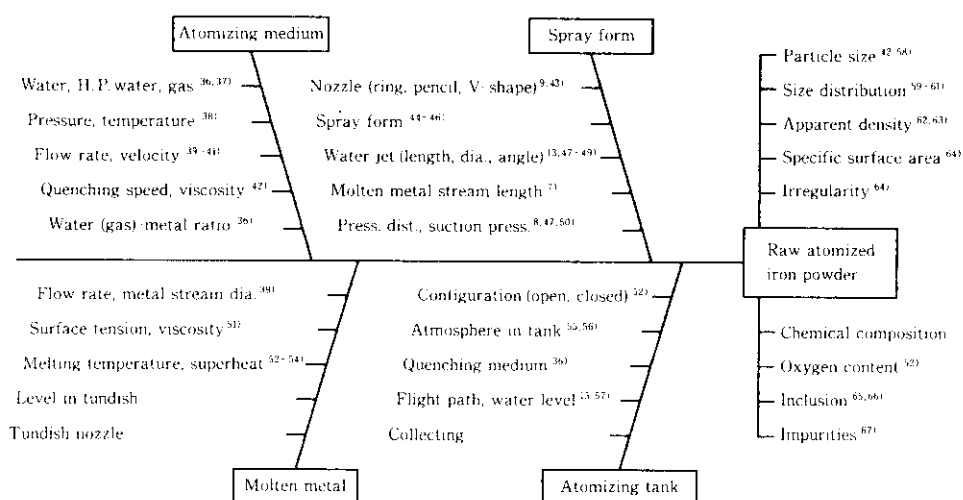 Atomizing medium
Water, H.P. water, gas 36,37)
Pressure, temperature 38)
Flow rate, velocity 39-41)
Quenching speed, viscosity 42)
Water (gas)-metal ratio 36)
Spray form
Nozzle (ring, pencil, V-shape) 9,43)
Spray form 44-46)
Water jet (length, dia., angle) 13,47-49)
Molten metal stream length 7)
Press. dist., suction press. 8,47,50)
Particle size 42,58)
Size distribution 59-61)
Apparent density 62,63)
Specific surface area 64)
Irregularity 64)
Raw atomized
iron powder
Flow rate, metal stream dia. 39)
Surface tension, viscosity 51)
Melting temperature, superheat 52-54)
Level in tundish
Tundish nozzle
Molten metal
Configuration (open, closed) 52)
Atmosphere in tank 55,56)
Quenching medium 36)
Flight path, water level
Collecting
Atomizing tank
Chemical composition
Oxygen content 52)
Inclusion 65,66)
Impurities 67)